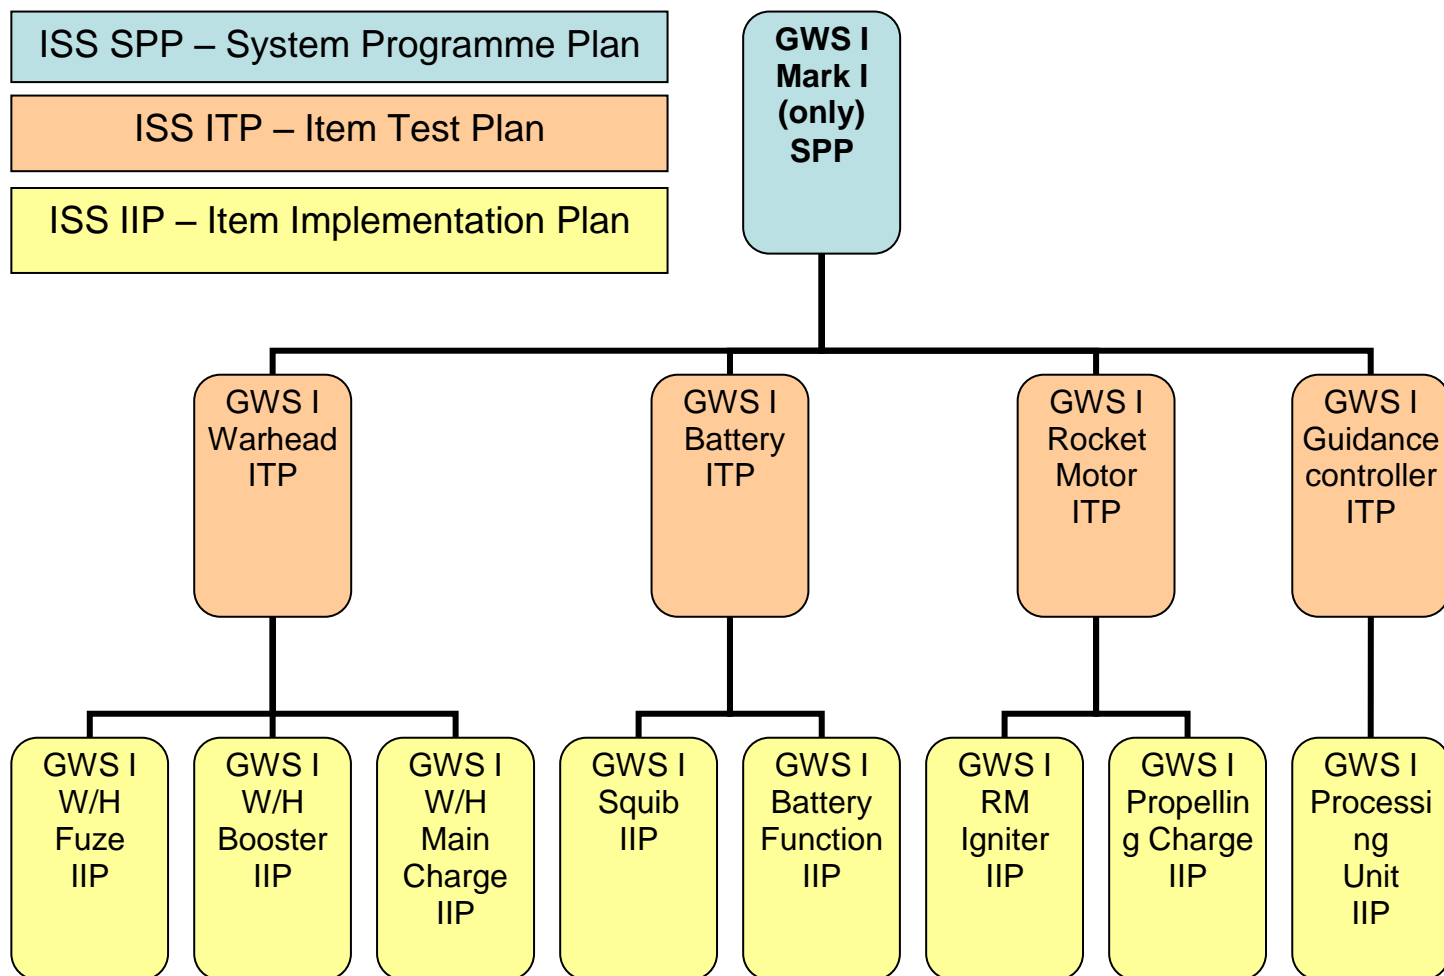 ISS SPP – System Programme Plan
ISS ITP – Item Test Plan
ISS IIP – Item Implementation Plan
GWS I
Mark I
(only)
SPP
GWS I
Warhead
ITP
GWS I
Battery
ITP
GWS I
Rocket
Motor
ITP
GWS I
Guidance
controller
ITP
GWS I
W/H
Fuze
IIP
GWS I
W/H
Booster
IIP
GWS I
W/H
Main
Charge
IIP
GWS I
Squib
IIP
GWS I
Battery
Function
IIP
GWS I
RM
Igniter
IIP
GWS I
Propellin
g Charge
IIP
GWS I
Processi
ng
Unit
IIP